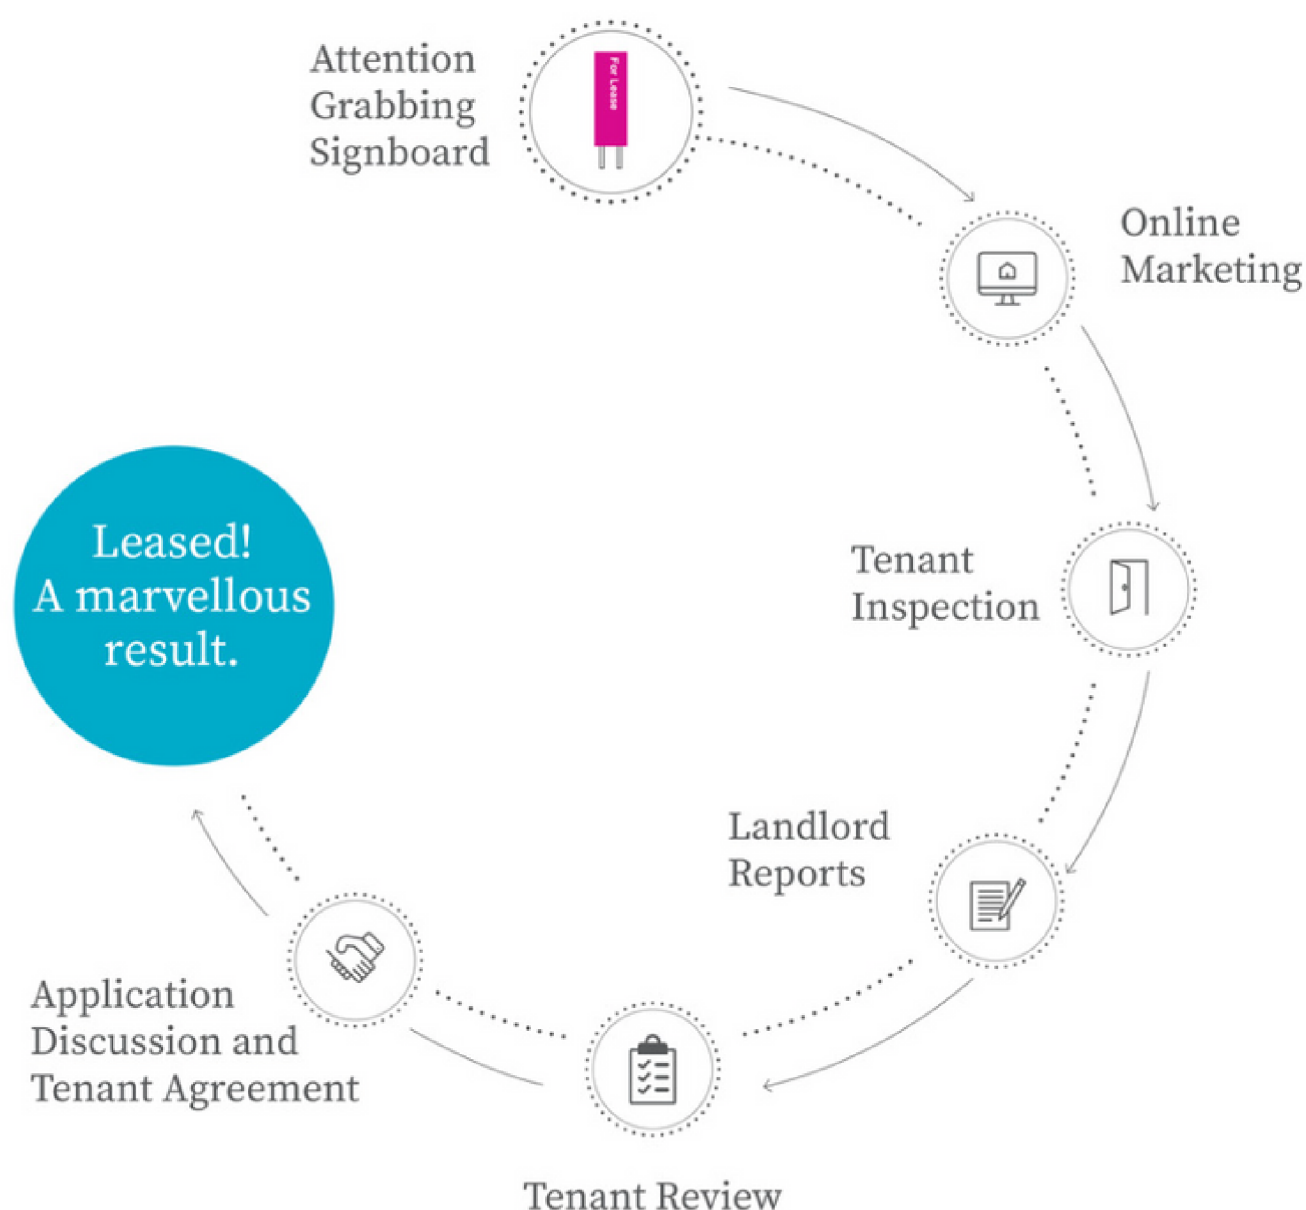 Attention
Grabbing
Signboard
For Lease
Online
Marketing
Tenant
Inspection
Landlord
Reports
Tenant Review
Application
Discussion and
Tenant Agreement
Leased!
A marvellous
result.